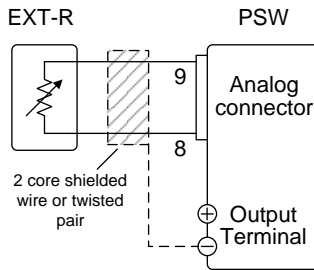 EXT-R
PSW
9
Analog
connector
8
2 core shielded
wire or twisted
pair
+
Output
Terminal
-